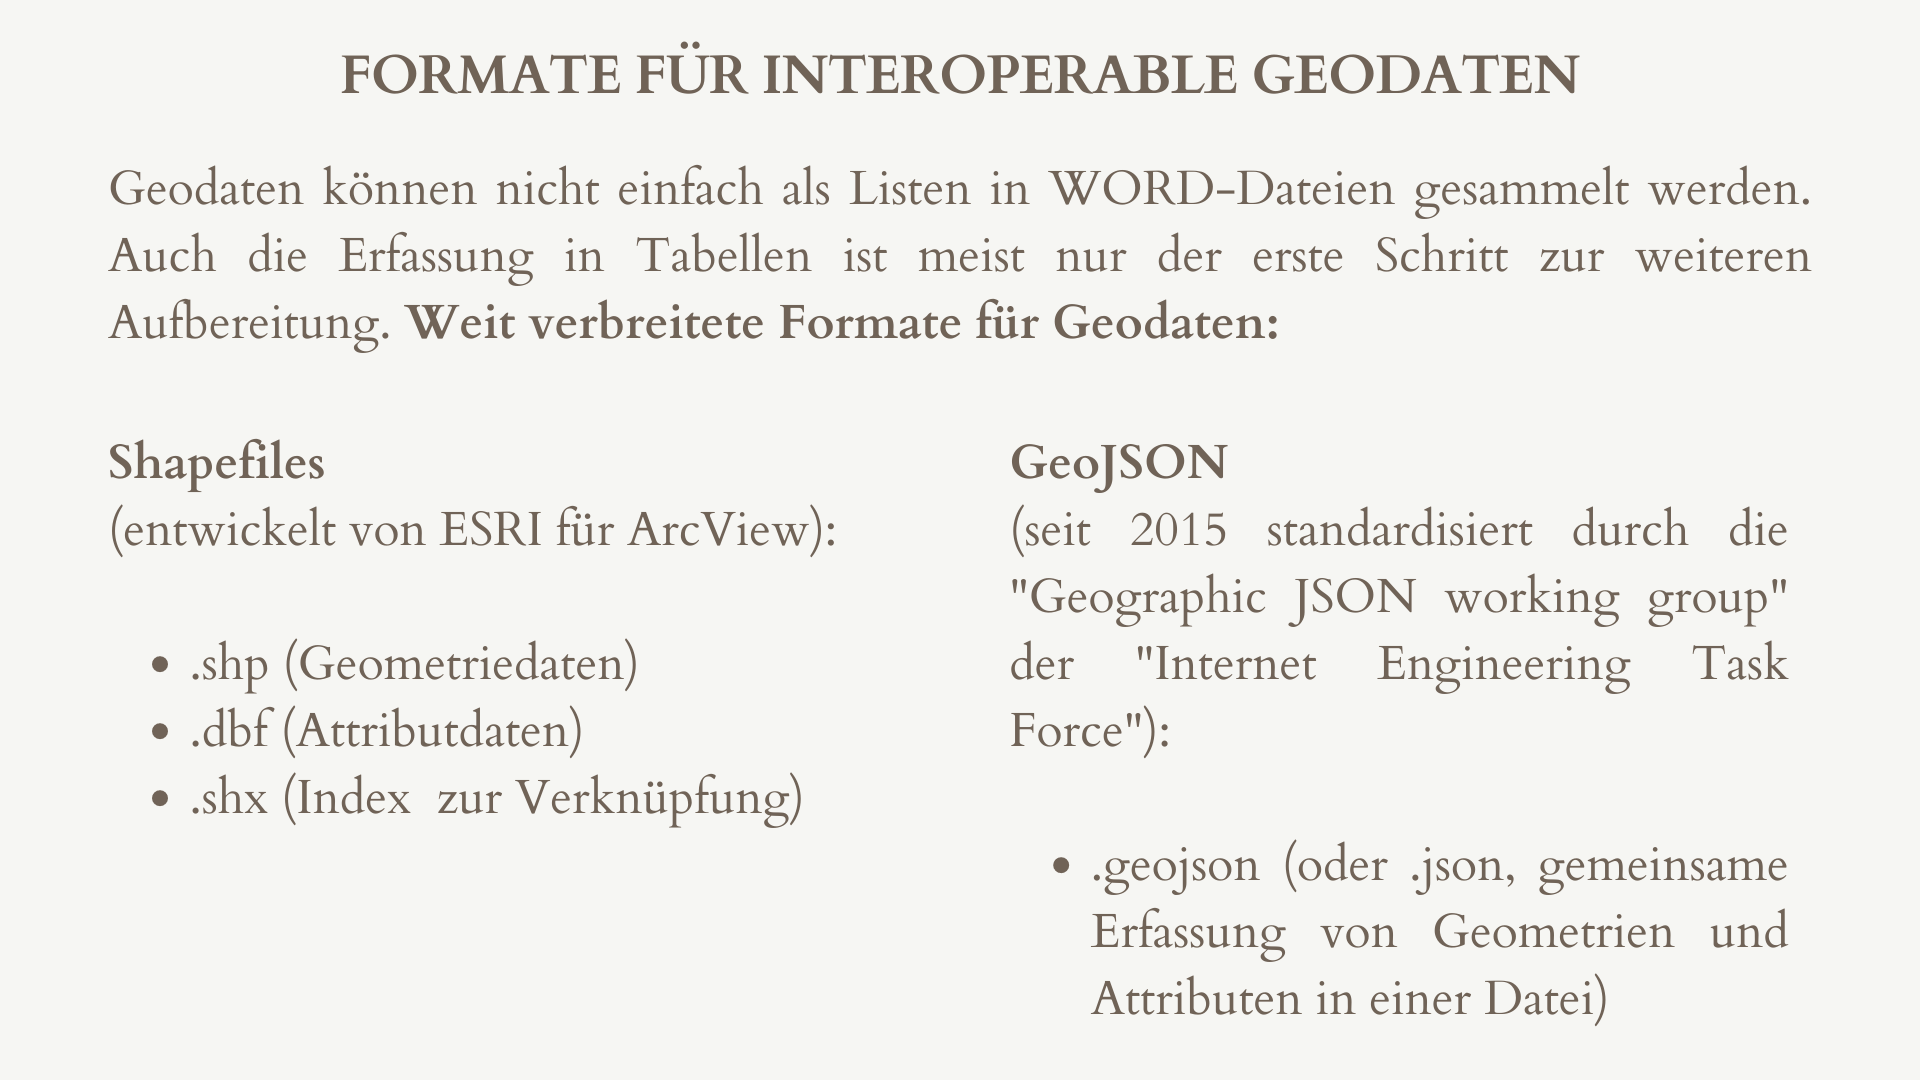 FORMATE FÜR INTEROPERABLE GEODATEN
Geodaten können nicht einfach als Listen in WORD-Dateien gesammelt werden.
Auch die Erfassung in Tabellen ist meist nur der erste Schritt zur weiteren
Aufbereitung. Weit verbreitete Formate für Geodaten:
Shapefiles
(entwickelt von ESRI für ArcView):
• .shp (Geometriedaten)
• .dbf (Attributdaten)
• .shx (Index  zur Verknüpfung)
GeoJSON
(seit 2015 standardisiert durch die
"Geographic JSON working group"
der "Internet Engineering Task
Force"):
• .geojson (oder .json, gemeinsame
Erfassung von Geometrien und
Attributen in einer Datei)